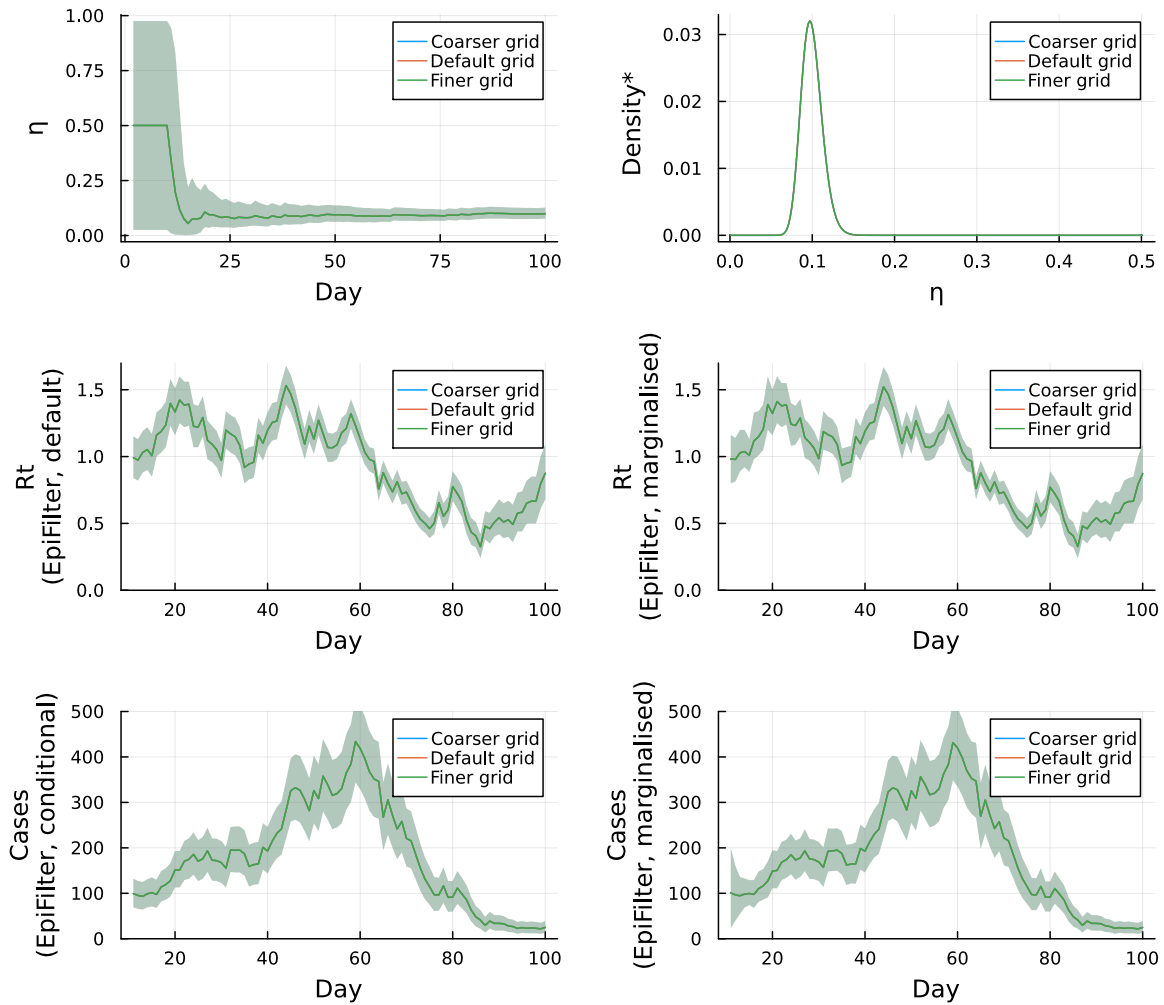 1.00
0.75
0.50
0.25
0.00
η
0
25
50
75
100
Day
Coarser grid
Default grid
Finer grid
0.03
0.02
0.01
0.00
Density*
0.0
0.1
0.2
0.3
0.4
0.5
η
Coarser grid
Default grid
Finer grid
1.5
1.0
0.5
0.0
Rt
(EpiFilter, default)
20
40
60
80
100
Day
Coarser grid
Default grid
Finer grid
1.5
1.0
0.5
0.0
Rt
(EpiFilter, marginalised)
20
40
60
80
100
Day
Coarser grid
Default grid
Finer grid
500
400
300
200
100
0
Cases
(EpiFilter, conditional)
20
40
60
80
100
Day
Coarser grid
Default grid
Finer grid
500
400
300
200
100
0
Cases
(EpiFilter, marginalised)
20
40
60
80
100
Day
Coarser grid
Default grid
Finer grid